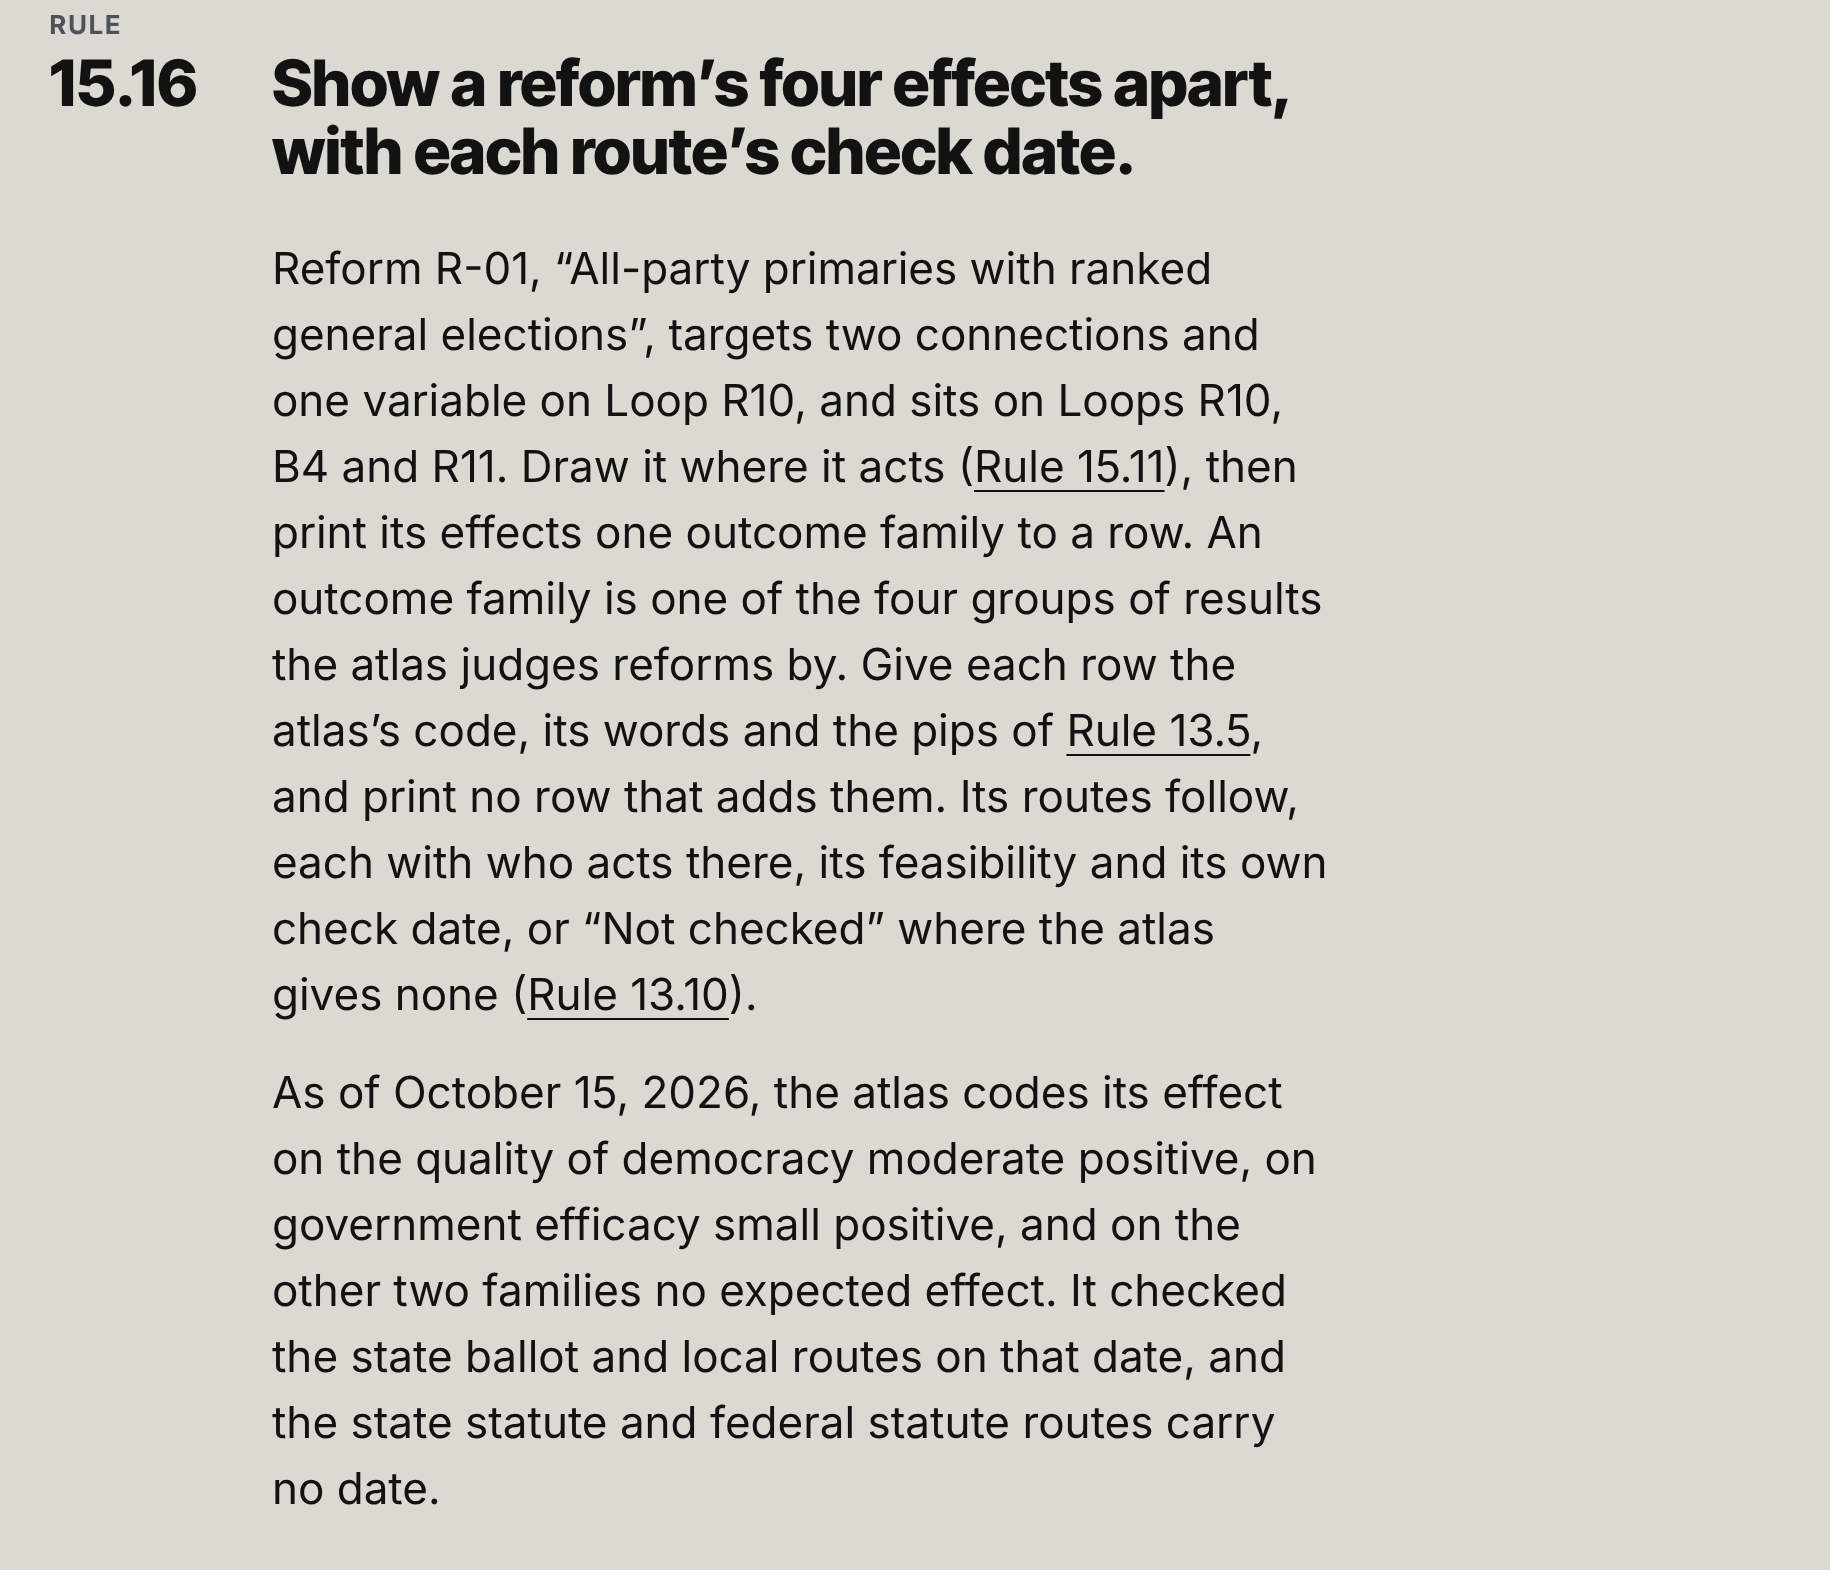 RULE
15.16
Show a reform’s four effects apart,
with each route’s check date.
Reform R-01, “All-party primaries with ranked
general elections”, targets two connections and
one variable on Loop R10, and sits on Loops R10,
B4 and R11. Draw it where it acts (Rule 15.11), then
print its effects one outcome family to a row. An
outcome family is one of the four groups of results
the atlas judges reforms by. Give each row the
atlas’s code, its words and the pips of Rule 13.5,
and print no row that adds them. Its routes follow,
each with who acts there, its feasibility and its own
check date, or “Not checked” where the atlas
gives none (Rule 13.10).
As of October 15, 2026, the atlas codes its effect
on the quality of democracy moderate positive, on
government efficacy small positive, and on the
other two families no expected effect. It checked
the state ballot and local routes on that date, and
the state statute and federal statute routes carry
no date.